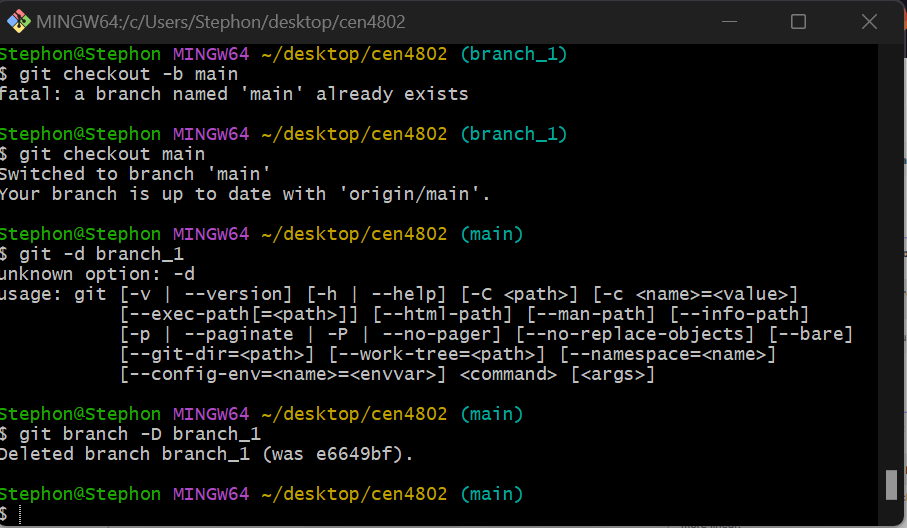 MINGW64:/c/Users/Stephon/desktop/cen4802
Stephon@Stephon MINGW64 ~/desktop/cen4802 (branch_1)
$ git checkout -b main
fatal: a branch named 'main' already exists
Stephon@Stephon MINGW64 ~/desktop/cen4802 (branch_1)
$ git checkout main
Switched to branch 'main'
Your branch is up to date with 'origin/main'.
Stephon@Stephon MINGW64 ~/desktop/cen4802 (main)
$ git -d branch_1
unknown option: -d
usage: git [-v | --version] [-h | --help] [-C <path>] [-c <name>=<value>]
[--exec-path[=<path>]] [--html-path] [--man-path] [--info-path]
[-p | --paginate | -P | --no-pager] [--no-replace-objects] [--bare]
[--git-dir=<path>] [--work-tree=<path>] [--namespace=<name>]
[--config-env=<name>=<envvar>] <command> [<args>]
Stephon@Stephon MINGW64 ~/desktop/cen4802 (main)
$ git branch -D branch_1
Deleted branch branch_1 (was e6649bf).
Stephon@Stephon MINGW64 ~/desktop/cen4802 (main)
$